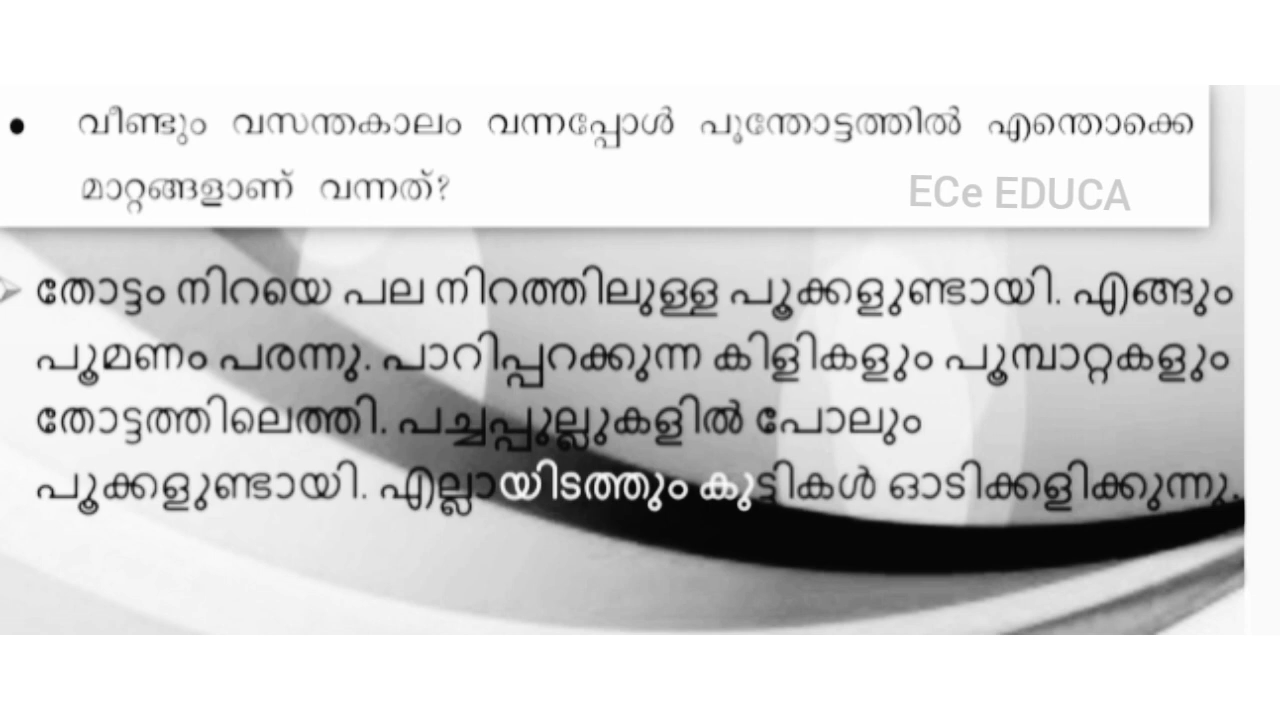 • വീണ്ടും വസന്തകാലം വന്നപ്പോൾ പൂന്തോട്ടത്തിൽ എന്തൊക്കെ
മാറ്റങ്ങളാണ് വന്നത്?
ECe EDUCA
തോട്ടം നിറയെ പല നിറത്തിലുള്ള പൂക്കളുണ്ടായി. എങ്ങും
പൂമണം പരന്നു. പാറിപ്പറക്കുന്ന കിളികളും പൂമ്പാറ്റകളും
തോട്ടത്തിലെത്തി. പച്ചപ്പുല്ലുകളിൽ പോലും
പൂക്കളുണ്ടായി. എല്ലായിടത്തും കുട്ടികൾ ഓടിക്കളിക്കുന്നു.